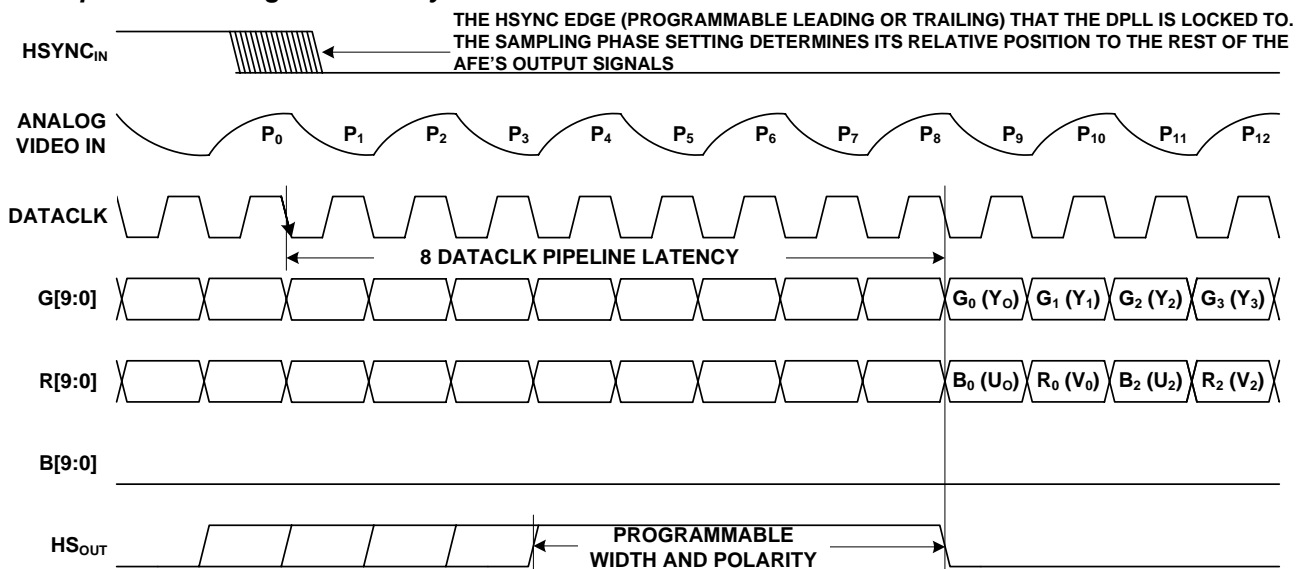 THE HSYNC EDGE (PROGRAMMABLE LEADING OR TRAILING) THAT THE DPLL IS LOCKED TO.
THE SAMPLING PHASE SETTING DETERMINES ITS RELATIVE POSITION TO THE REST OF THE
AFE'S OUTPUT SIGNALS
HSYNCIN
ANALOG
VIDEO IN
P0 P1 P2 P3 P4 P5 P6 P7 P8 P9 P10 P11 P12
DATACLK
8 DATACLK PIPELINE LATENCY
G[9:0]
G0 (YO) G1 (Y1) G2 (Y2) G3 (Y3)
R[9:0]
B0 (UO) R0 (V0) B2 (U2) R2 (V2)
B[9:0]
HSOUT
PROGRAMMABLE
WIDTH AND POLARITY